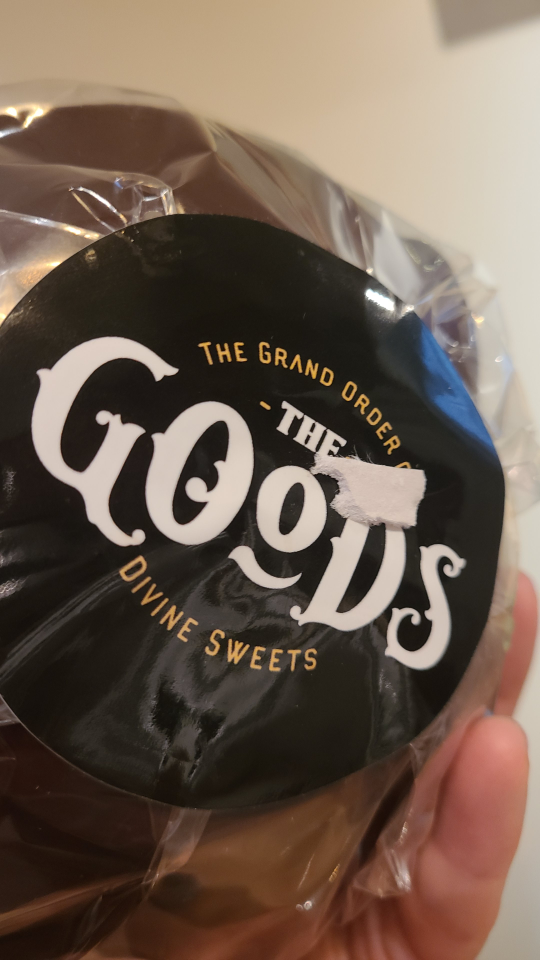 THE GRAND ORDER
- THE
GOODS
DIVINE SWEETS